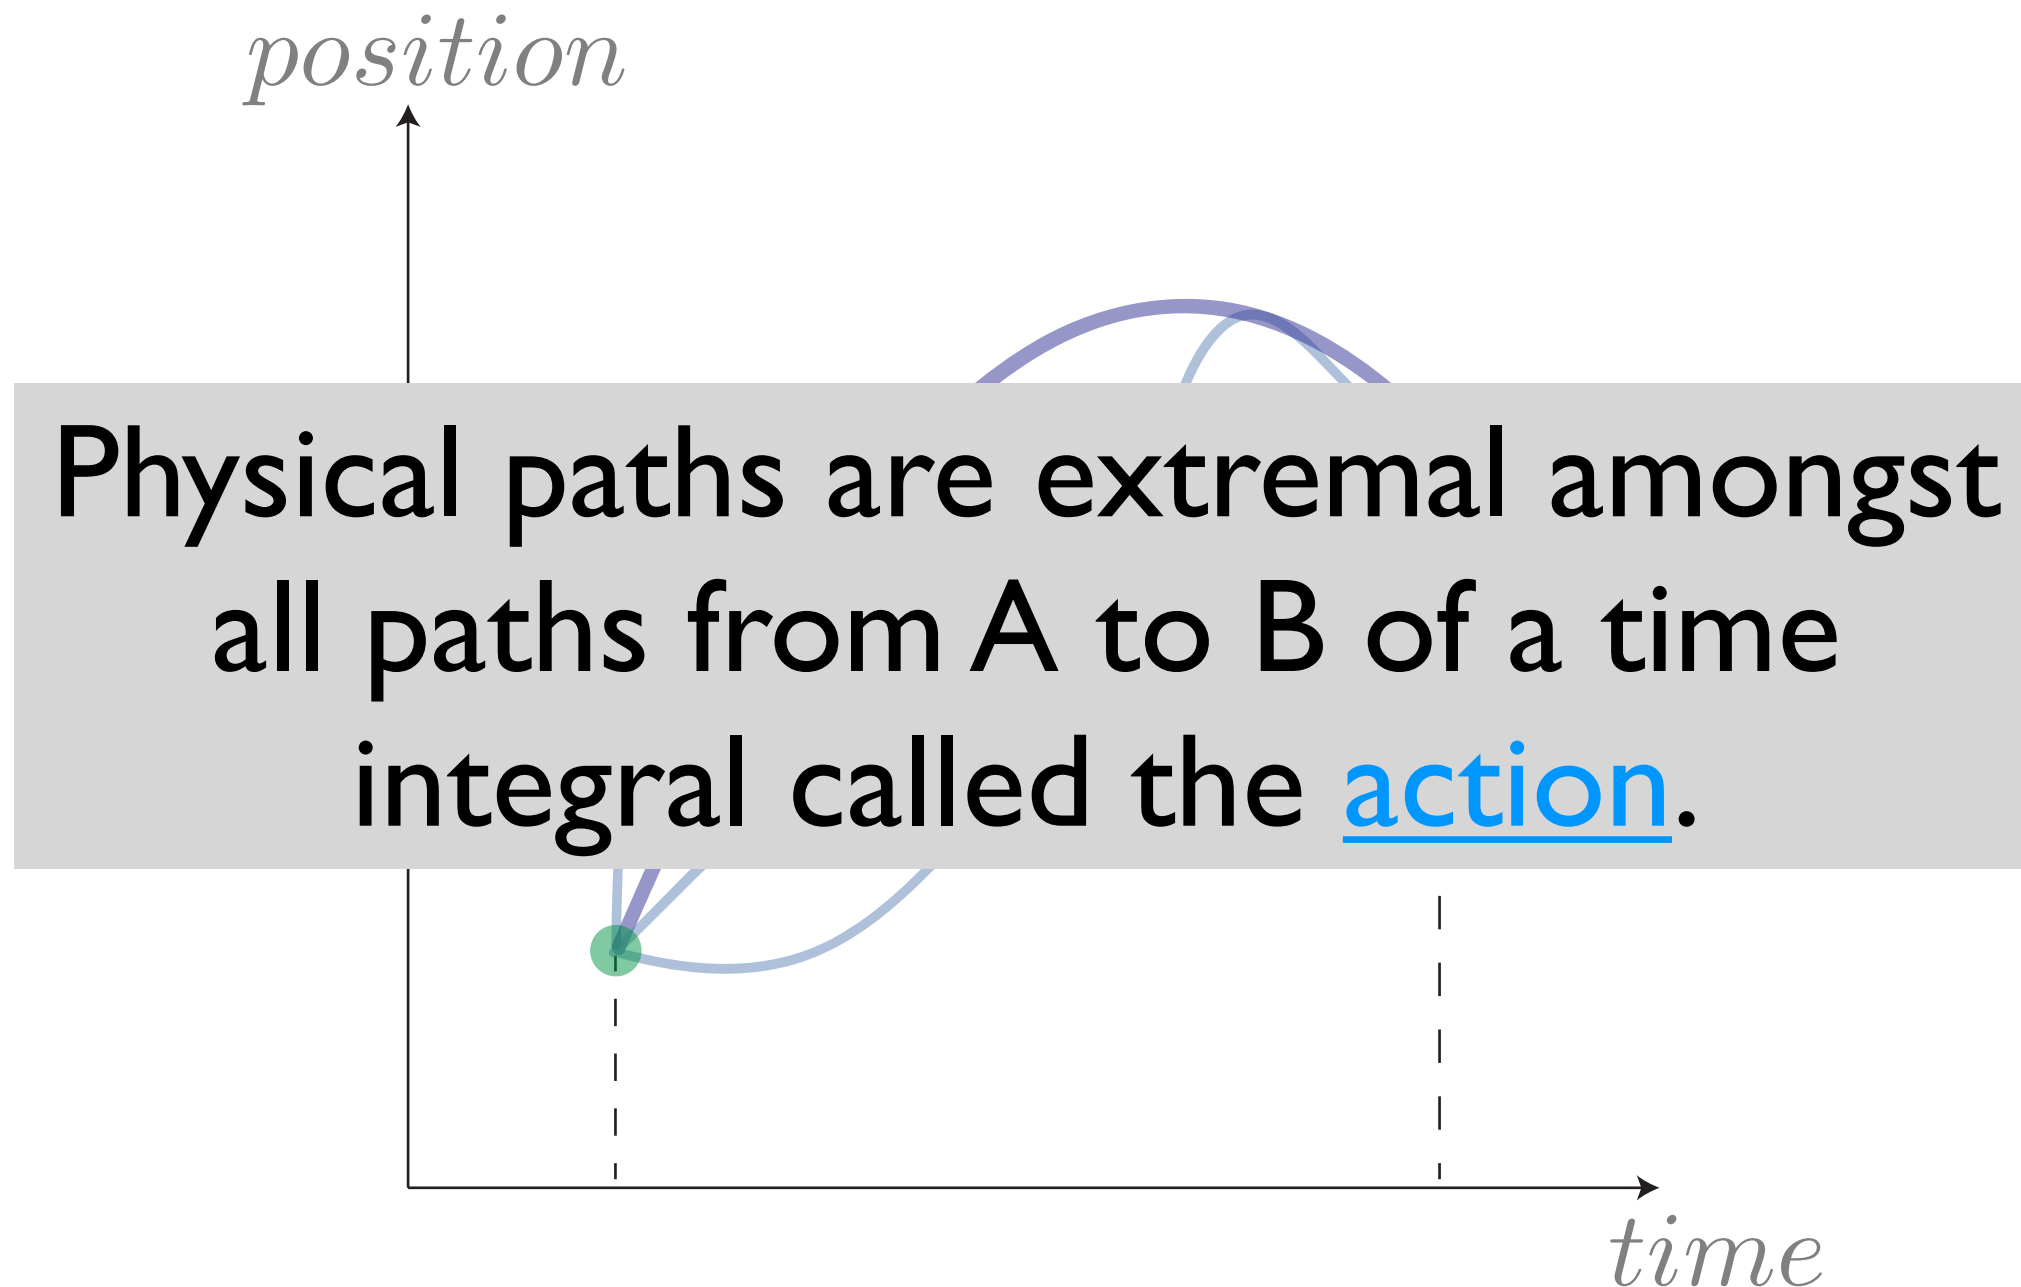 position
Physical paths are extremal amongst
all paths from A to B of a time
integral called the action.
time